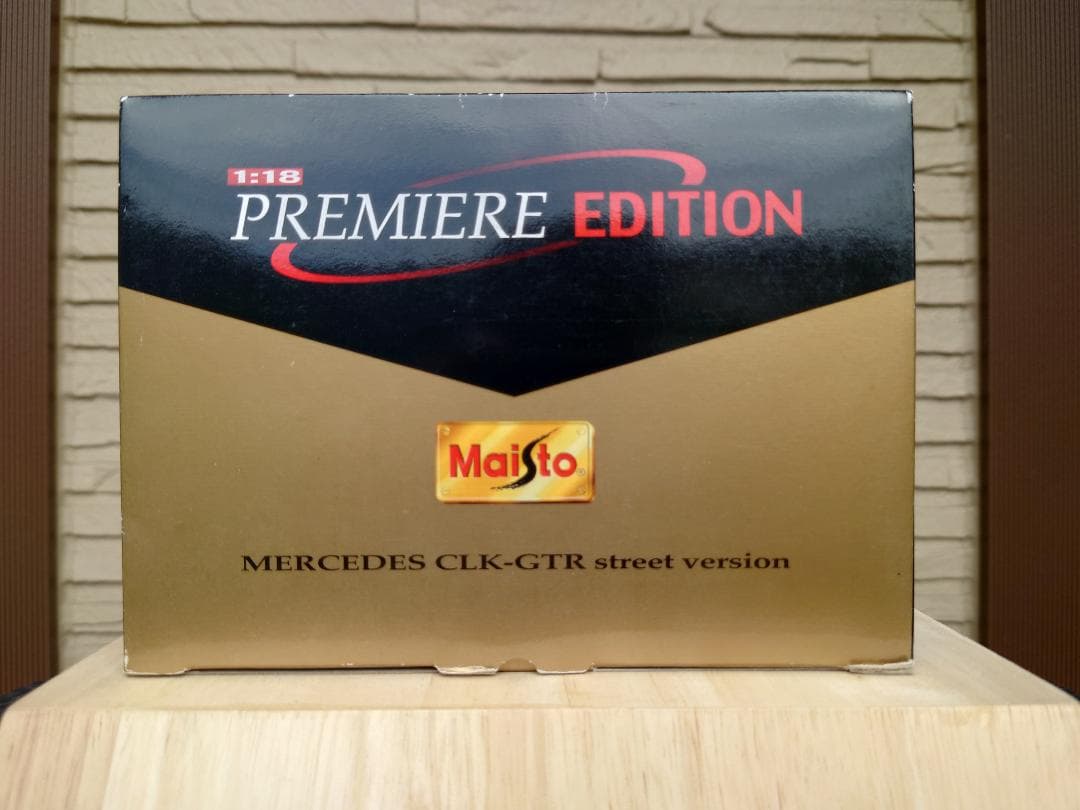 1:18
PREMIERE EDITION
Maisto
MERCEDES CLK-GTR street version